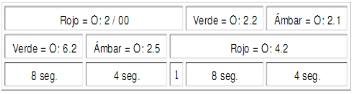 Rojo = O: 2 / 00 Verde = O: 2.2 Ámbar = O: 2.1
Verde = O: 6.2 Ámbar = O: 2.5 Rojo = O: 4.2
8 seg. 4 seg. 1 8 seg. 4 seg.